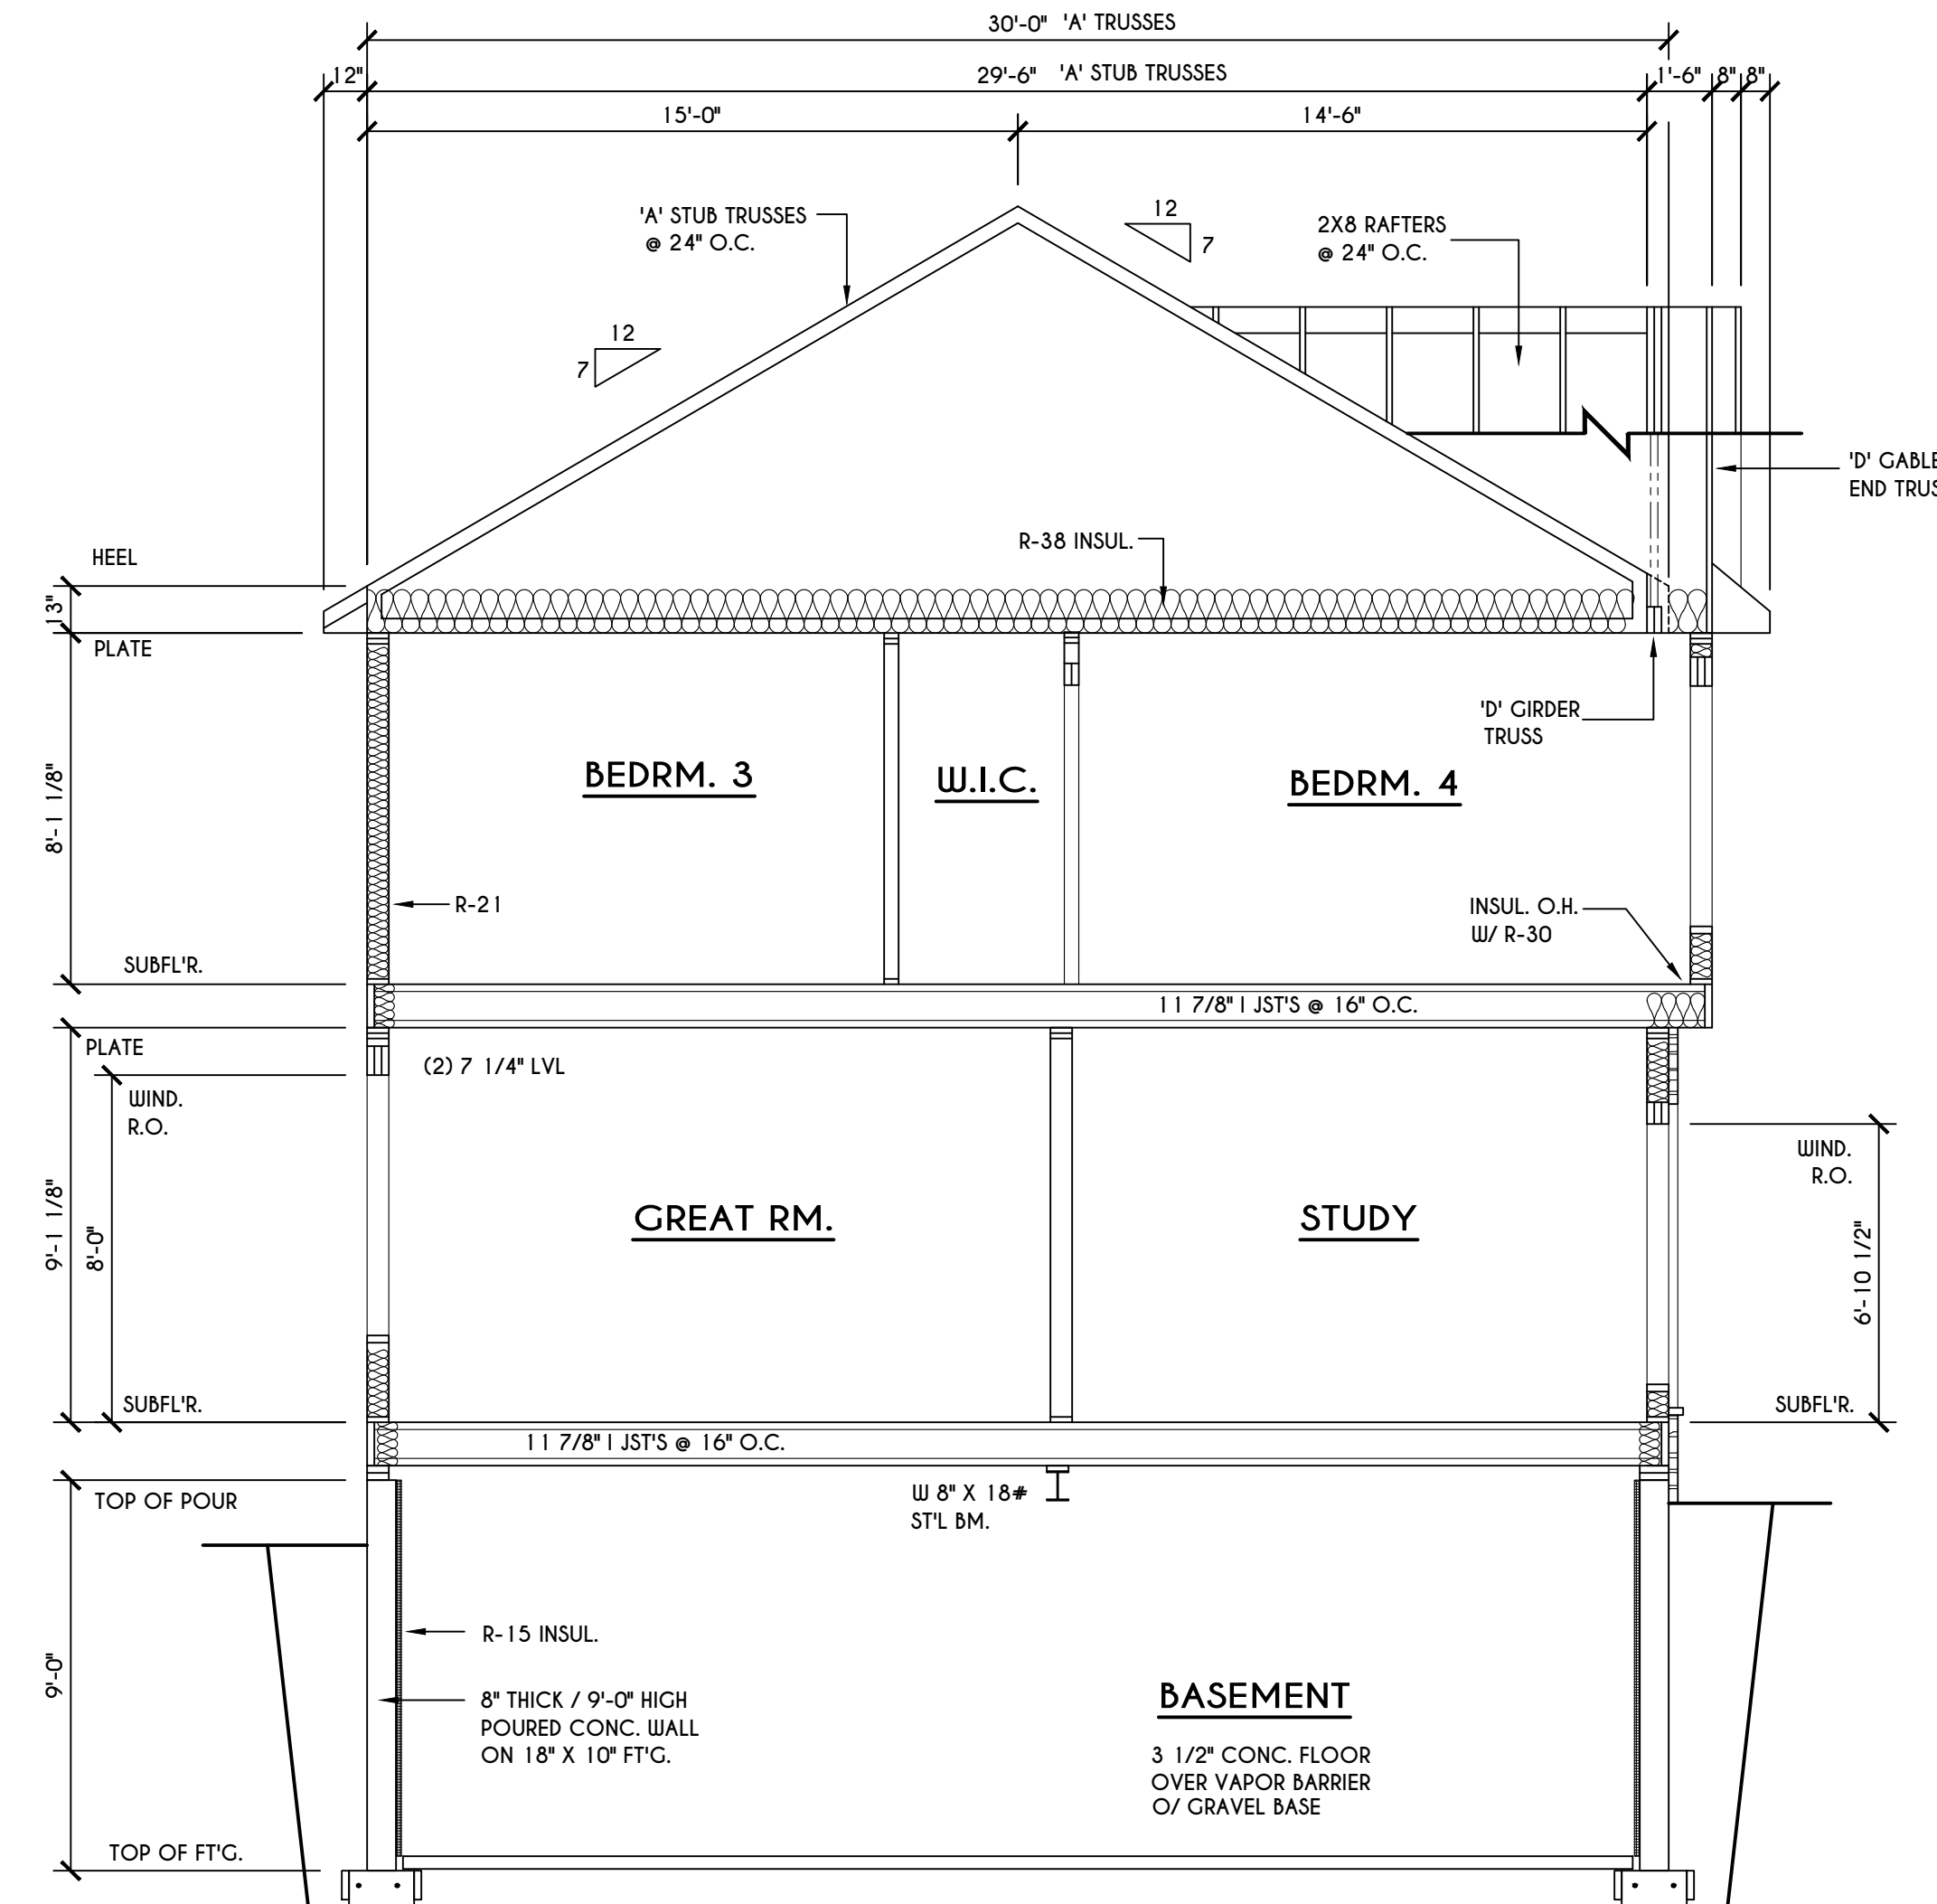 30'-0" 'A' TRUSSES
12"
29'-6" 'A' STUB TRUSSES
1'-6"
8"
8"
15'-0"
14'-6"
'A' STUB TRUSSES
@ 24" O.C.
12
7
2X8 RAFTERS
@ 24" O.C.
12
7
'D' GABLE
END TRUS
R-38 INSUL.
HEEL
13"
PLATE
'D' GIRDER
TRUSS
BEDRM. 3
W.I.C.
BEDRM. 4
8'-1 1/8"
R-21
INSUL. O.H.
W/ R-30
SUBFL'R.
11 7/8" I JST'S @ 16" O.C.
PLATE
(2) 7 1/4" LVL
WIND.
R.O.
WIND.
R.O.
9'-1 1/8"
8'-0"
GREAT RM.
STUDY
6'-10 1/2"
SUBFL'R.
SUBFL'R.
11 7/8" I JST'S @ 16" O.C.
TOP OF POUR
W 8" X 18#
ST'L BM.
R-15 INSUL.
9'-0"
8" THICK / 9'-0" HIGH
POURED CONC. WALL
ON 18" X 10" FT'G.
BASEMENT
3 1/2" CONC. FLOOR
OVER VAPOR BARRIER
O/ GRAVEL BASE
TOP OF FT'G.